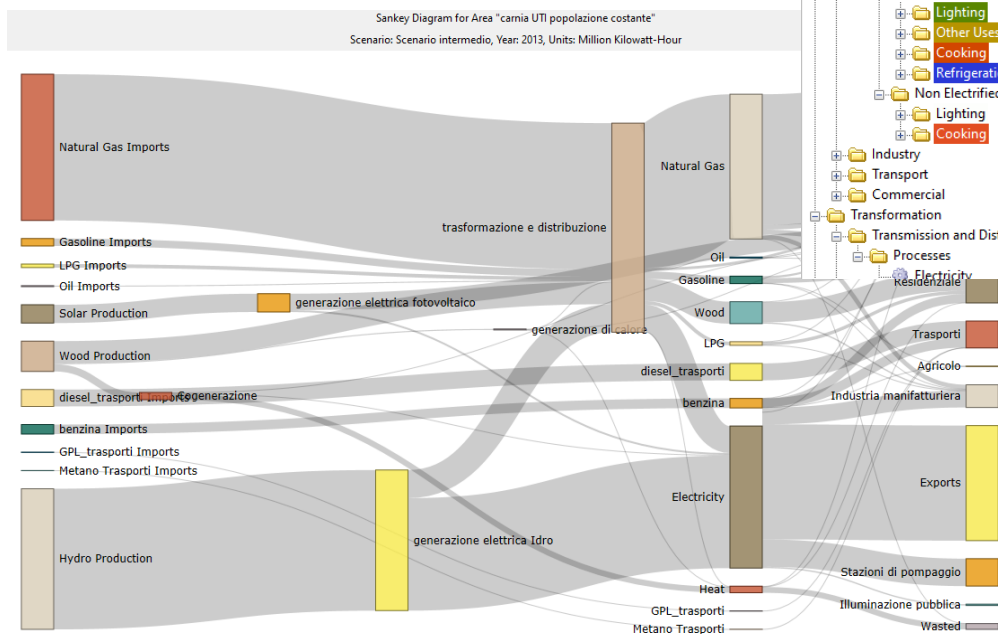 Sankey Diagram for Area "carnia UTI popolazione costante"
Scenario: Scenario intermedio, Year: 2013, Units: Million Kilowatt-Hour
Lighting
Other Uses
Cooking
Refrigerati
Non Electrified
Lighting
Cooking
Industry
Transport
Commercial
Transformation
Transmission and Dist
Processes
Electricity
Natural Gas Imports
Gasoline Imports
LPG Imports
Oil Imports
Solar Production
Wood Production
diesel_trasporti Imports
benzina Imports
GPL_trasporti Imports
Metano Trasporti Imports
Hydro Production
generazione elettrica fotovoltaico
Cogenerazione
generazione elettrica Idro
generazione di calore
trasformazione e distribuzione
Natural Gas
Oil
Gasoline
Wood
LPG
diesel_trasporti
benzina
Electricity
Heat
GPL_trasporti
Metano Trasporti
Residenziale
Trasporti
Agricolo
Industria manifatturiera
Exports
Stazioni di pompaggio
Illuminazione pubblica
Wasted